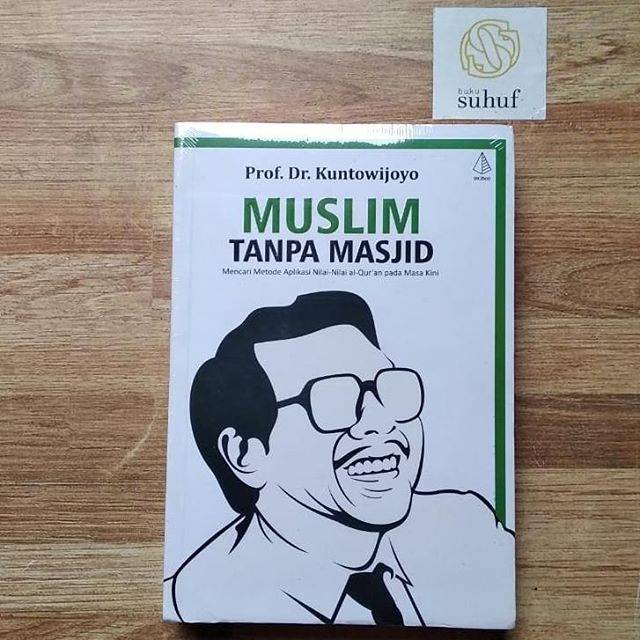 buku
suhuf
Prof. Dr. Kuntowijoyo
MUSLIM
TANPA MASJID
Mencari Metode Aplikasi Nilai-Nilai al-Qur'an pada Masa Kini